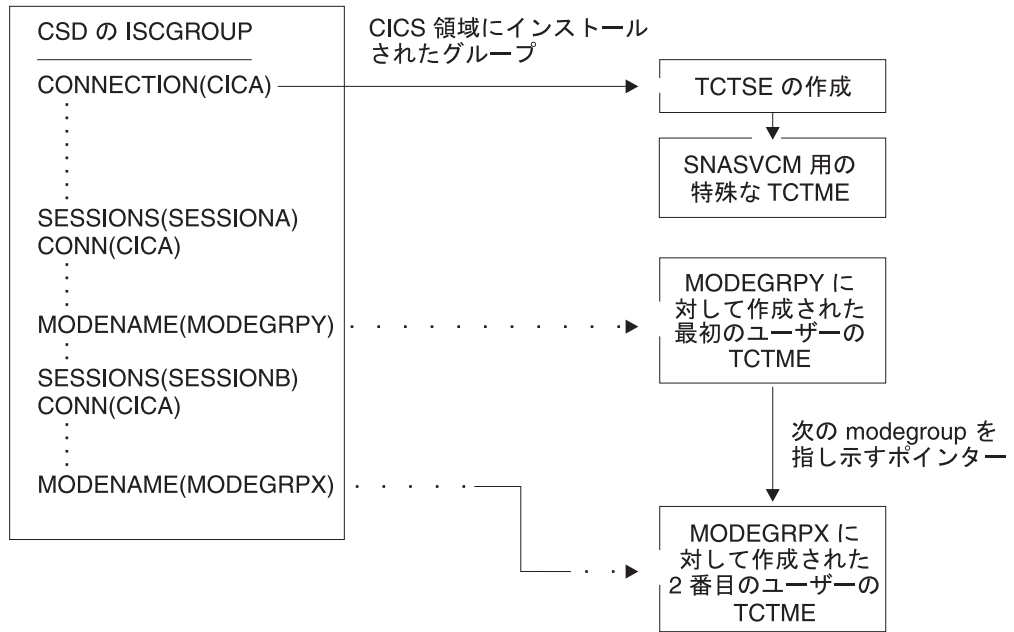 CSD の ISCGROUP
CICS 領域にインストール
されたグループ
CONNECTION(CICA)
TCTSE の作成
SNASVCM 用の
特殊な TCTME
SESSIONS(SESSIONA)
CONN(CICA)
MODENAME(MODEGRPY)
MODEGRPY に
対して作成された
最初のユーザーの
TCTME
SESSIONS(SESSIONB)
CONN(CICA)
次の modegroup を
指し示すポインター
MODENAME(MODEGRPX)
MODEGRPX に
対して作成された
2 番目のユーザーの
TCTME